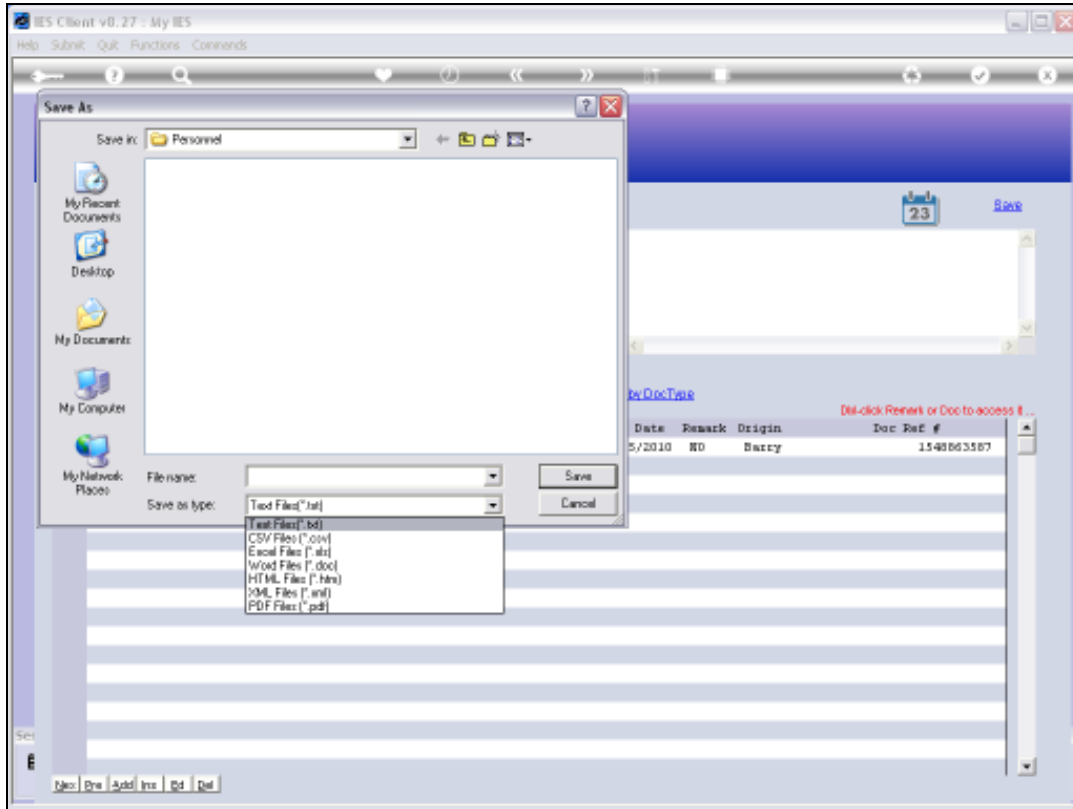 IES Client v8.27 : My IES
Help Submit Quit Functions Commands
Save As
Save in: Personnel
My Recent
Documents
Desktop
My Documents
My Computer
My Network
Places
File name:
Save
Save as type:
Text Files(*.txt)
Cancel
Text Files(*.txt)
CSV Files (*.csv)
Excel Files (*.xls)
Word Files (*.doc)
HTML Files (*.htm)
XML Files (*.xml)
PDF Files (*.pdf)
23
Save
by DocType
Dbl-click Remark or Doc to access it ...
Date Remark Origin Doc Ref #
5/2010 NO Barry 1548863587
Nex Pre Add Ins Ed Del